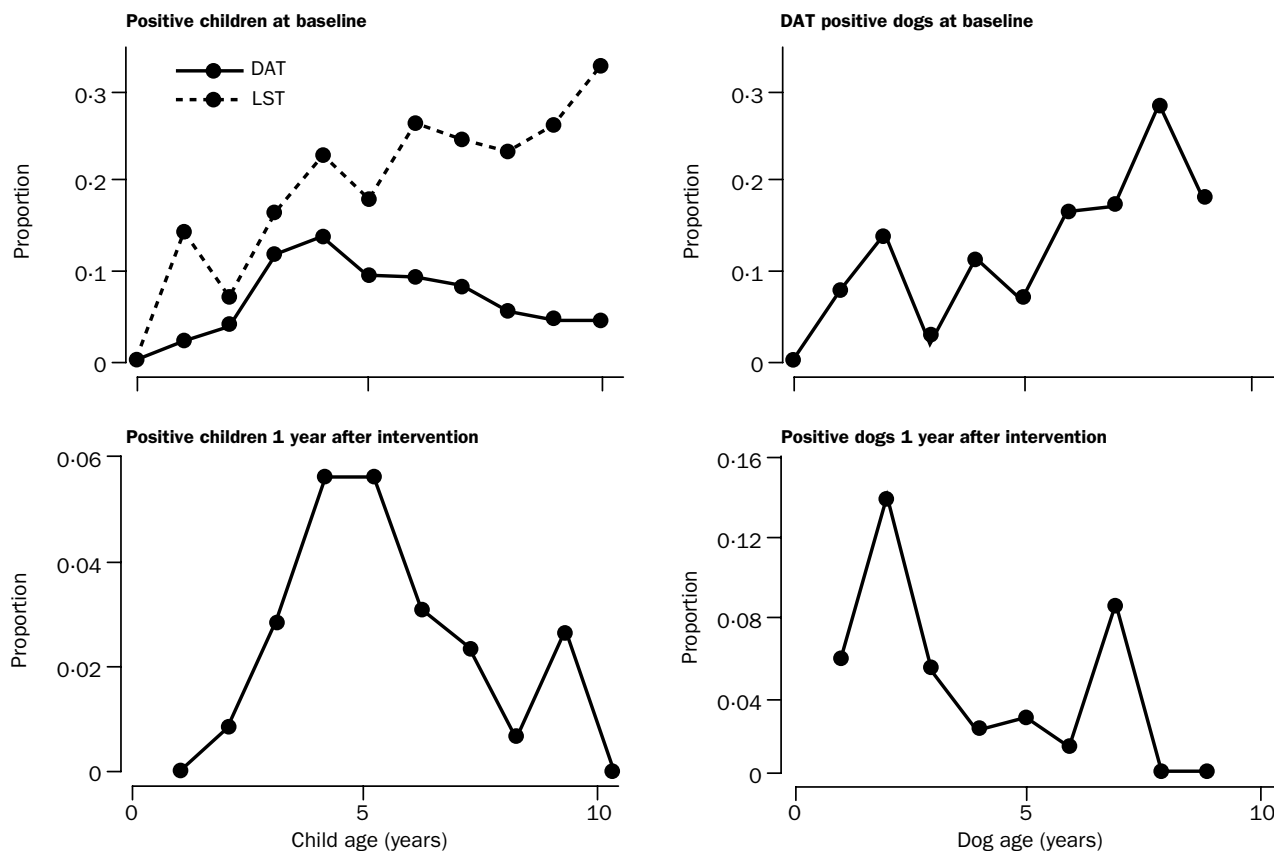 Positive children at baseline
DAT
LST
0·3
0·2
0·1
0
Proportion
DAT positive dogs at baseline
0·3
0·2
0·1
0
Proportion
Positive children 1 year after intervention
0·06
0·04
0·02
0
Proportion
0 5 10
Child age (years)
Positive dogs 1 year after intervention
0·16
0·12
0·08
0·04
0
Proportion
0 5 10
Dog age (years)